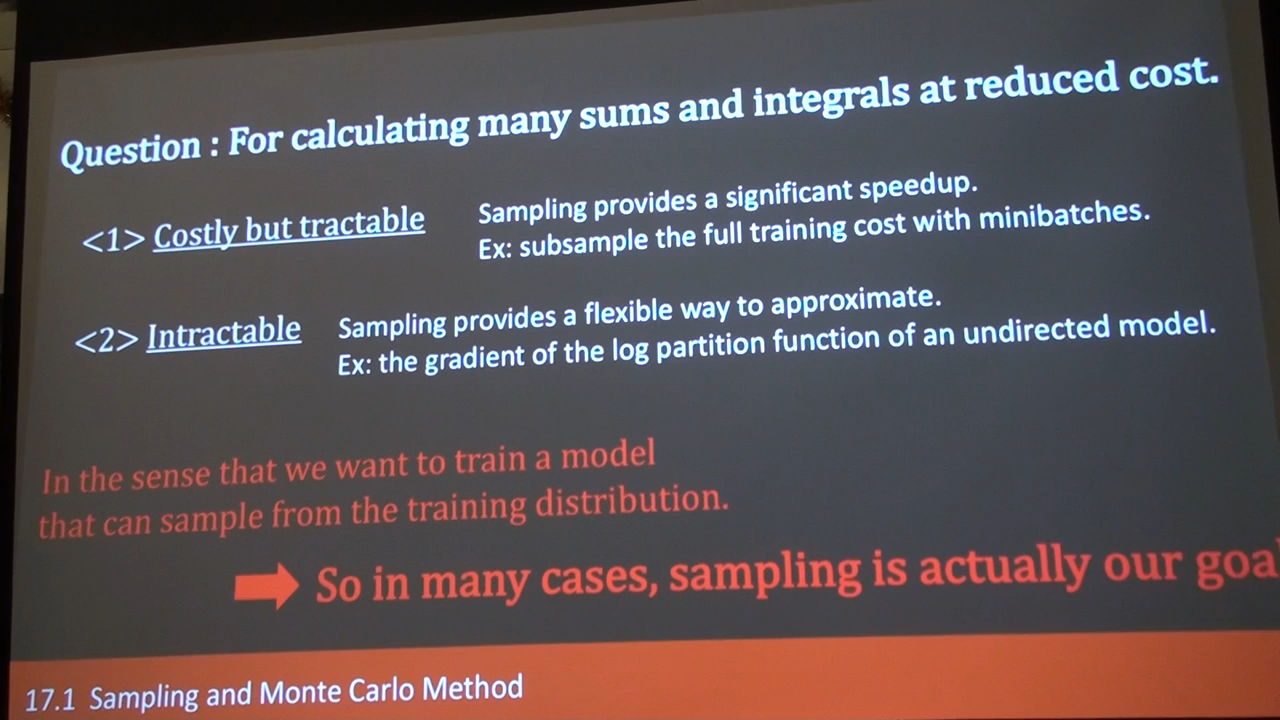 Question : For calculating many sums and integrals at reduced cost.
<1> Costly but tractable
Sampling provides a significant speedup.
Ex: subsample the full training cost with minibatches.
<2> Intractable
Sampling provides a flexible way to approximate.
Ex: the gradient of the log partition function of an undirected model.
In the sense that we want to train a model
that can sample from the training distribution.
So in many cases, sampling is actually our goa
17.1 Sampling and Monte Carlo Method